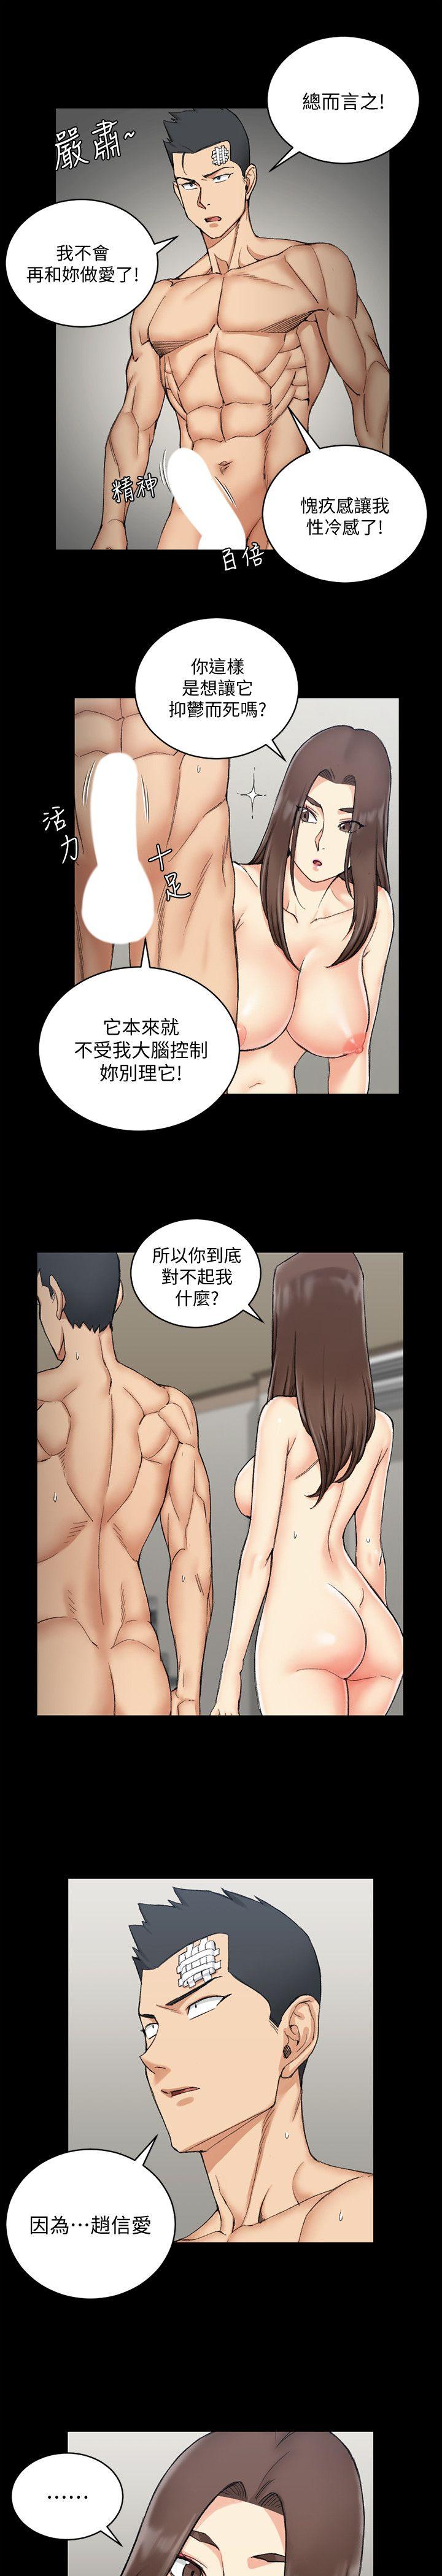 總而言之!
嚴肅~
我不會
再和妳做愛了!
精神
百倍
愧疚感讓我
性冷感了!
你這樣
是想讓它
抑鬱而死嗎?
活力
十足
它本來就
不受我大腦控制
妳別理它!
所以你到底
對不起我
什麼?
因為⋯趙信愛
⋯⋯